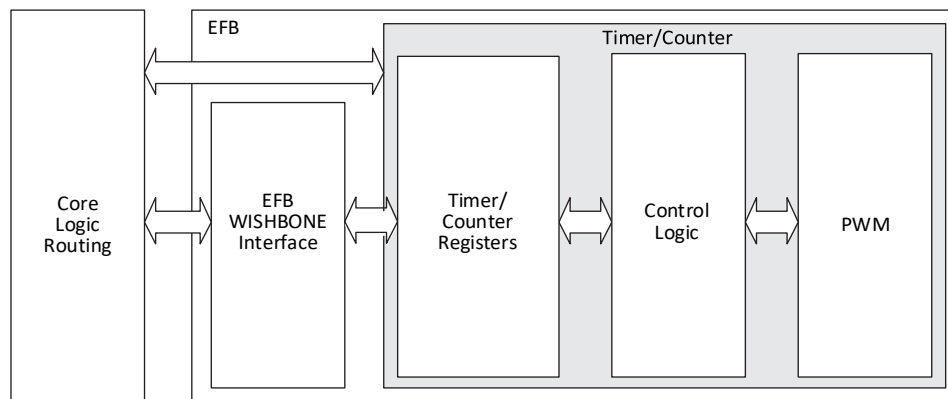 EFB
Timer/Counter
Core
Logic
Routing
EFB
WISHBONE
Interface
Timer/
Counter
Registers
Control
Logic
PWM